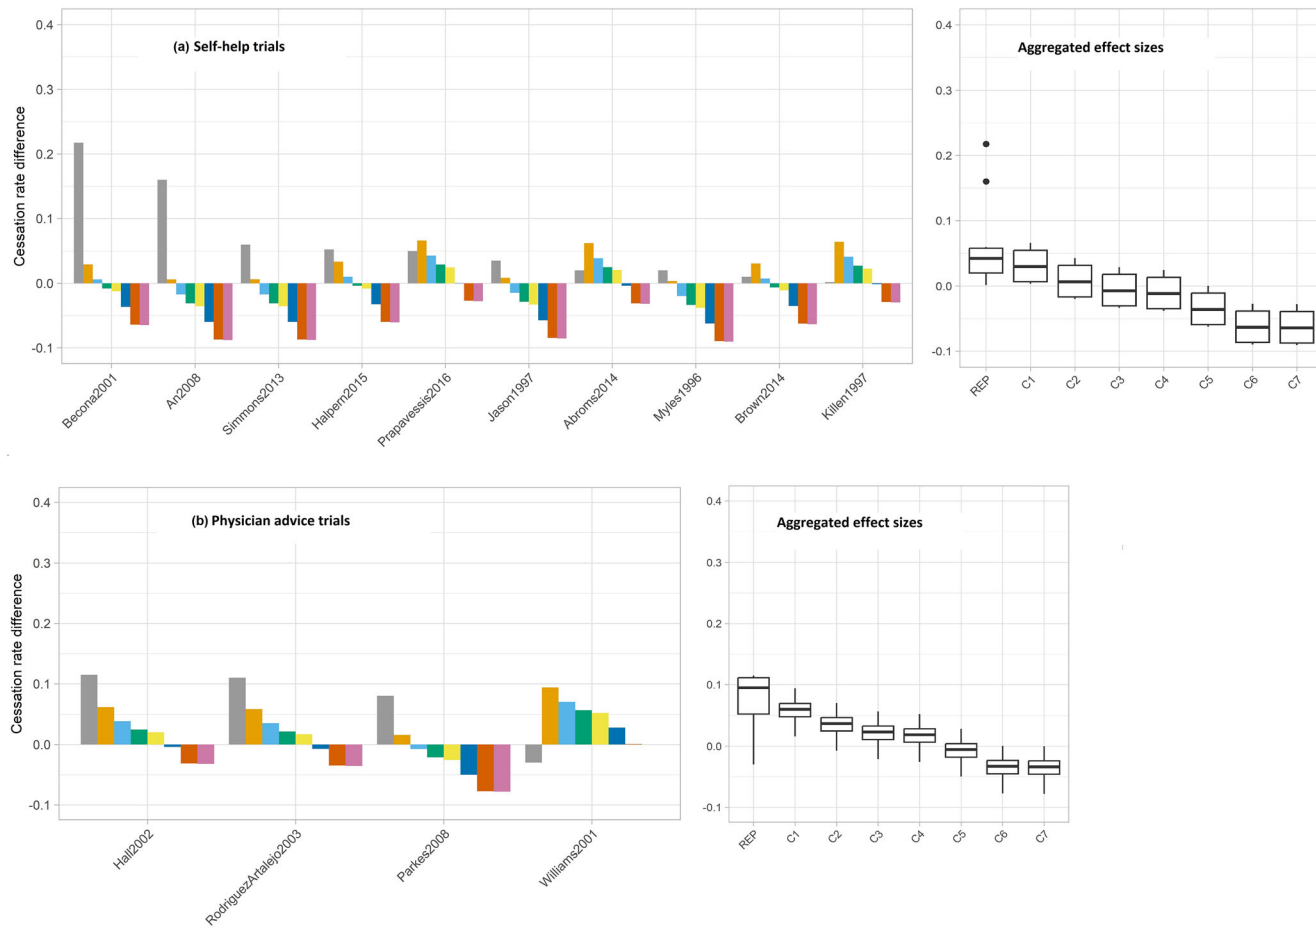 (a) Self-help trials
Cessation rate difference
0.4
0.3
0.2
0.1
0.0
-0.1
Becona2001
An2008
Simmons2013
Halpern2015
Prapavessis2016
Jason1997
Abroms2014
Myles1996
Brown2014
Killen1997
Aggregated effect sizes
0.4
0.3
0.2
0.1
0.0
-0.1
REP
C1
C2
C3
C4
C5
C6
C7
(b) Physician advice trials
Cessation rate difference
0.4
0.3
0.2
0.1
0.0
-0.1
Hall2002
RodriguezArtalejo2003
Parkes2008
Williams2001
Aggregated effect sizes
0.4
0.3
0.2
0.1
0.0
-0.1
REP
C1
C2
C3
C4
C5
C6
C7